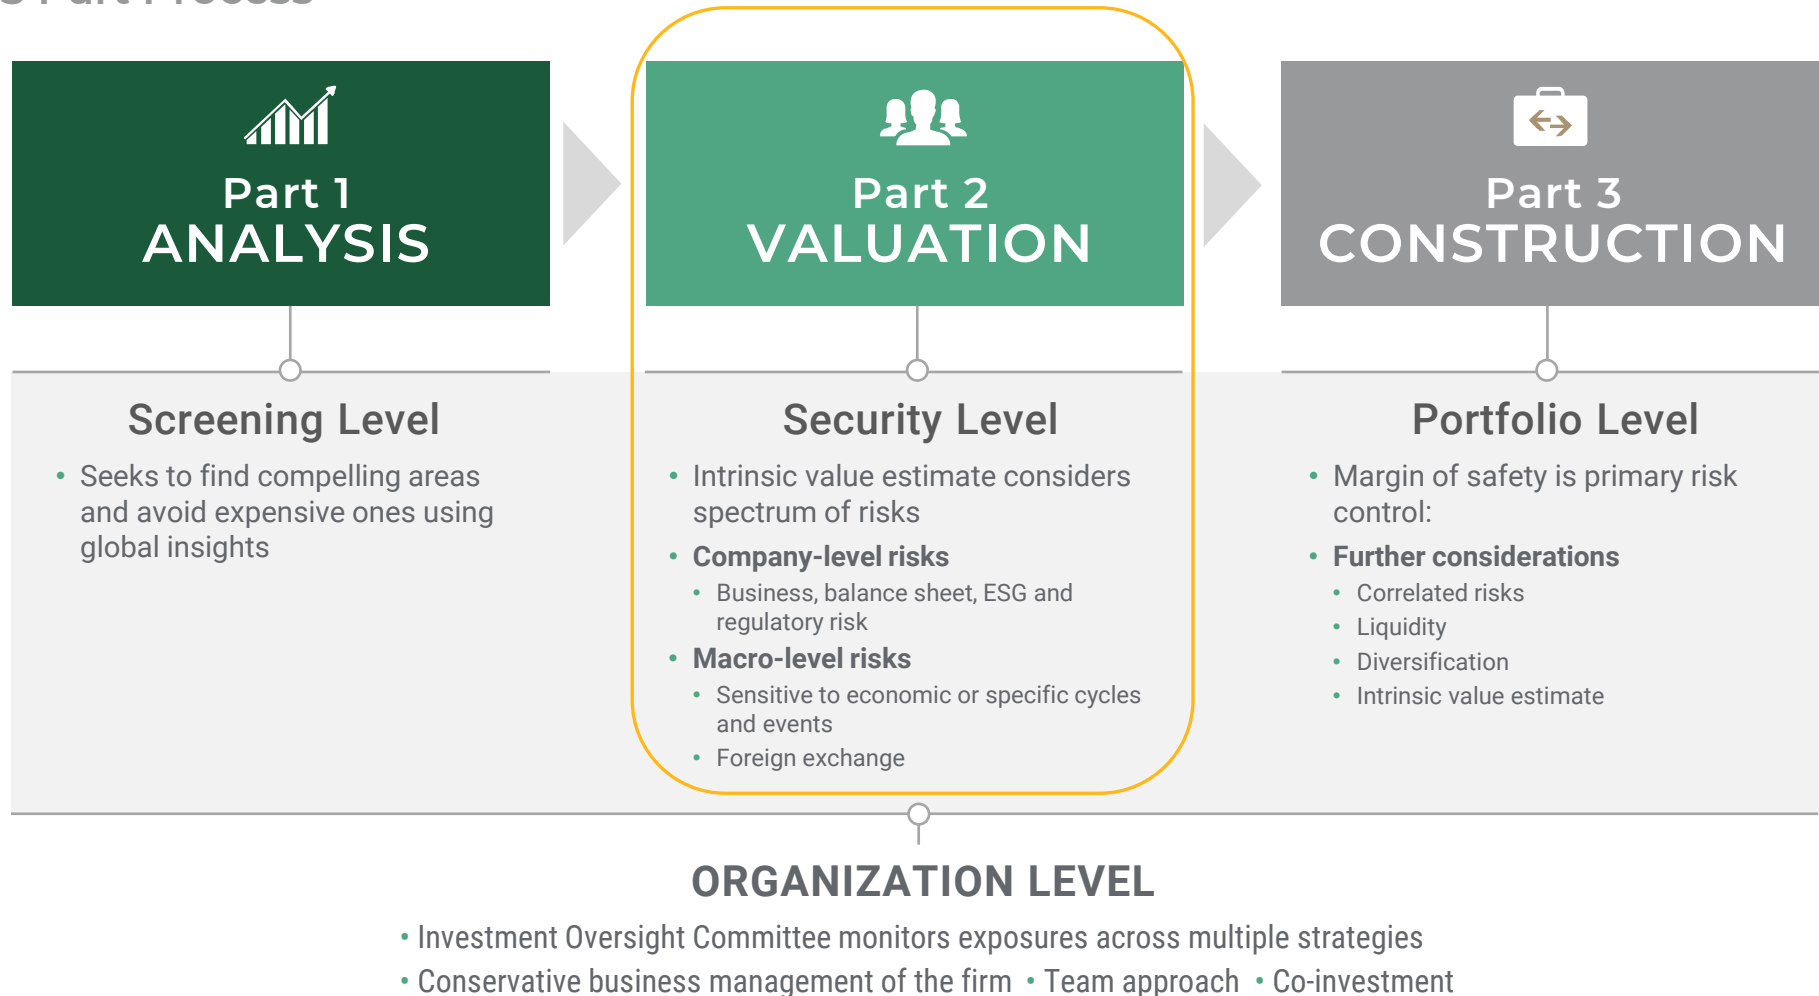 3 Part Process
Part 1
ANALYSIS
Screening Level
• Seeks to find compelling areas
and avoid expensive ones using
global insights
Part 2
VALUATION
Security Level
• Intrinsic value estimate considers
spectrum of risks
• Company-level risks
• Business, balance sheet, ESG and
regulatory risk
• Macro-level risks
• Sensitive to economic or specific cycles
and events
• Foreign exchange
Part 3
CONSTRUCTION
Portfolio Level
• Margin of safety is primary risk
control:
• Further considerations
• Correlated risks
• Liquidity
• Diversification
• Intrinsic value estimate
ORGANIZATION LEVEL
• Investment Oversight Committee monitors exposures across multiple strategies
• Conservative business management of the firm • Team approach • Co-investment